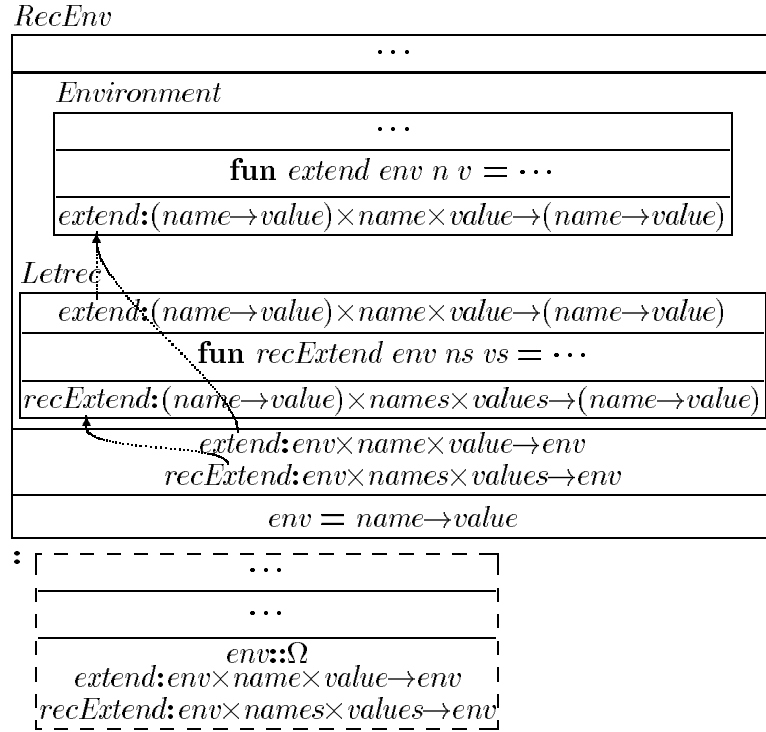 RecEnv
...
Environment
...
fun extend env n v = ...
extend:(name→value)×name×value→(name→value)
Letrec
extend:(name→value)×name×value→(name→value)
fun recExtend env ns vs = ...
recExtend:(name→value)×names×values→(name→value)
extend:env×name×value→env
recExtend:env×names×values→env
env = name→value
:
...
...
env::Ω
extend:env×name×value→env
recExtend:env×names×values→env